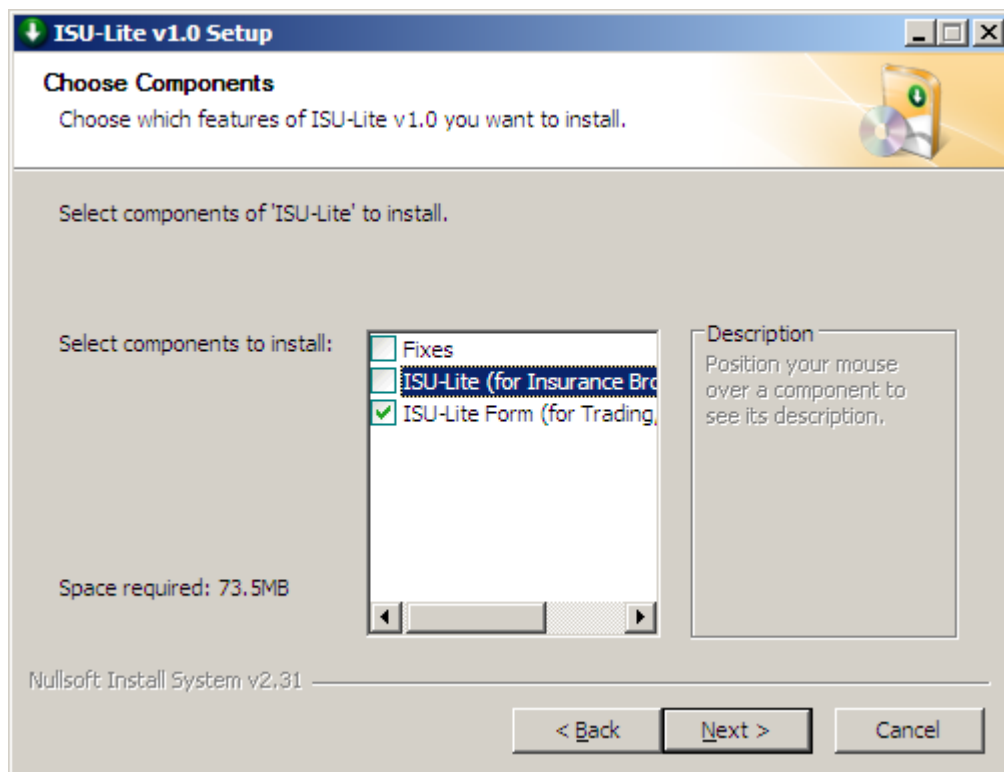 ISU-Lite v1.0 Setup
Choose Components
Choose which features of ISU-Lite v1.0 you want to install.
Select components of 'ISU-Lite' to install.
Select components to install:
Fixes
ISU-Lite (for Insurance Bro
ISU-Lite Form (for Trading,
Description
Position your mouse
over a component to
see its description.
Space required: 73.5MB
Nullsoft Install System v2.31
< Back
Next >
Cancel